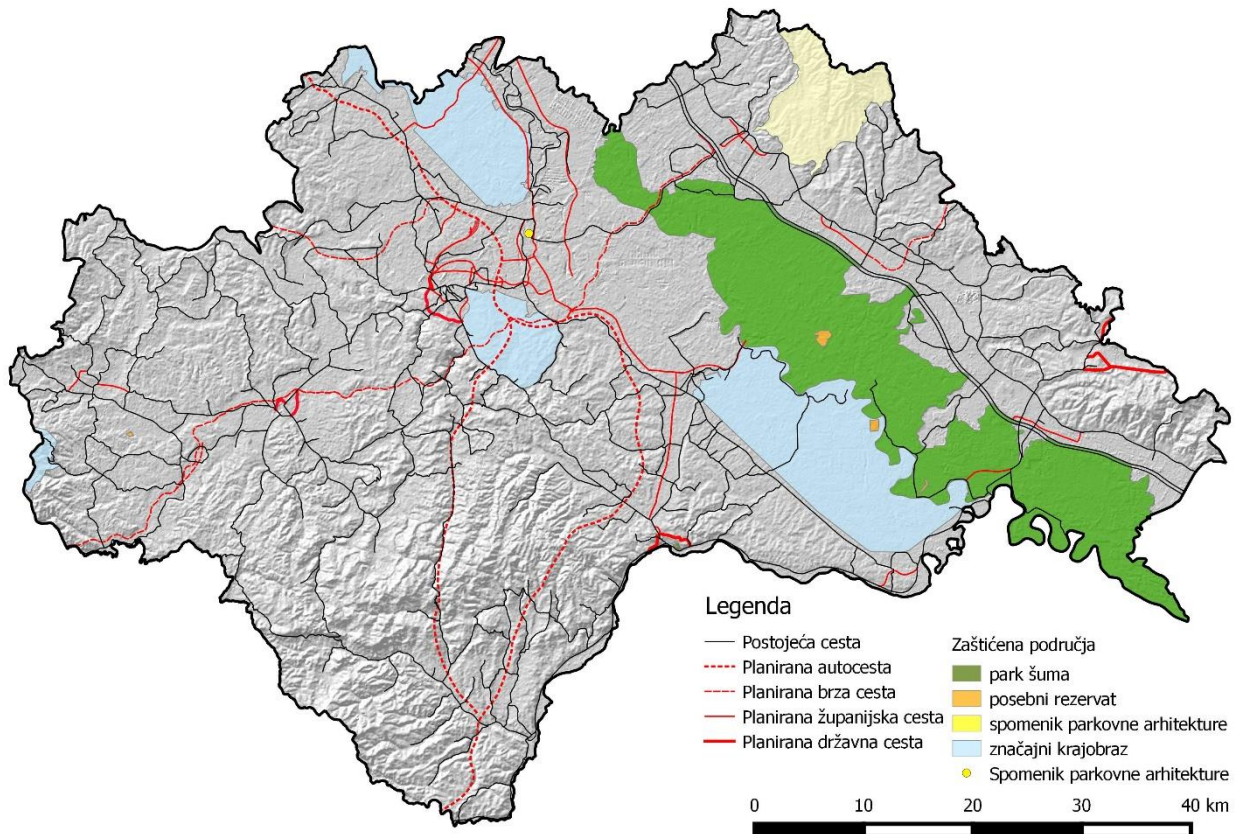 Legenda
Postojeća cesta
Planirana autocesta
Planirana brza cesta
Planirana županijska cesta
Planirana državna cesta
Zaštićena područja
park šuma
posebni rezervat
spomenik parkovne arhitekture
značajni krajobraz
Spomenik parkovne arhitekture
0 10 20 30 40 km